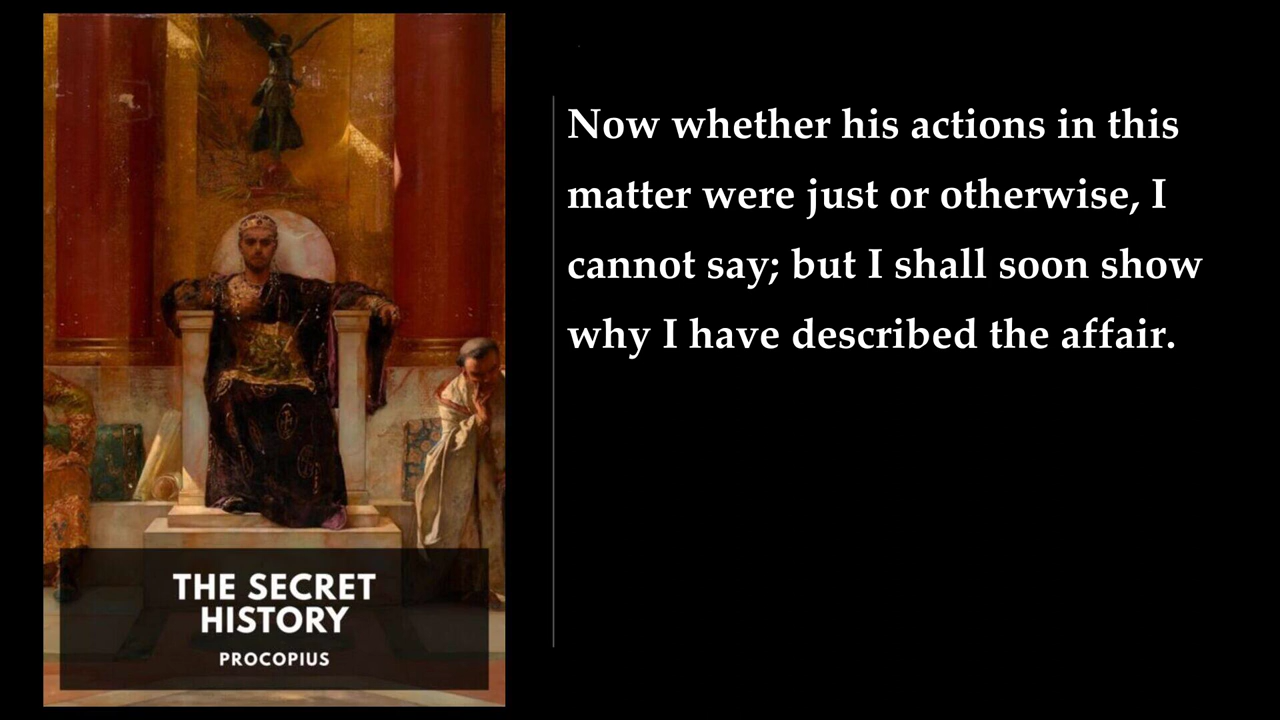 Now whether his actions in this
matter were just or otherwise, I
cannot say; but I shall soon show
why I have described the affair.
THE SECRET
HISTORY
PROCOPIUS